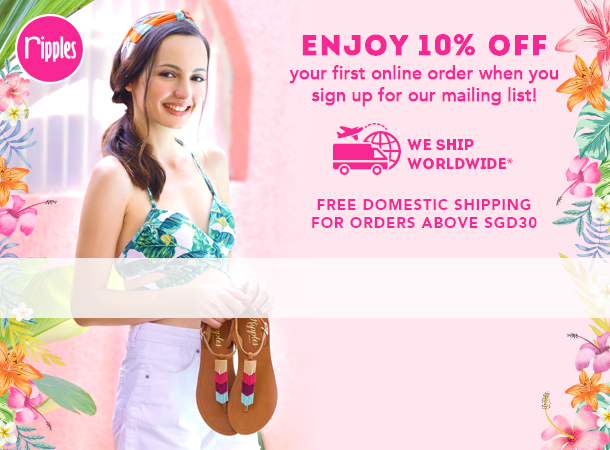 ripples
ENJOY 10% OFF
your first online order when you
sign up for our mailing list!
WE SHIP
WORLDWIDE*
FREE DOMESTIC SHIPPING
FOR ORDERS ABOVE SGD30
Ripples